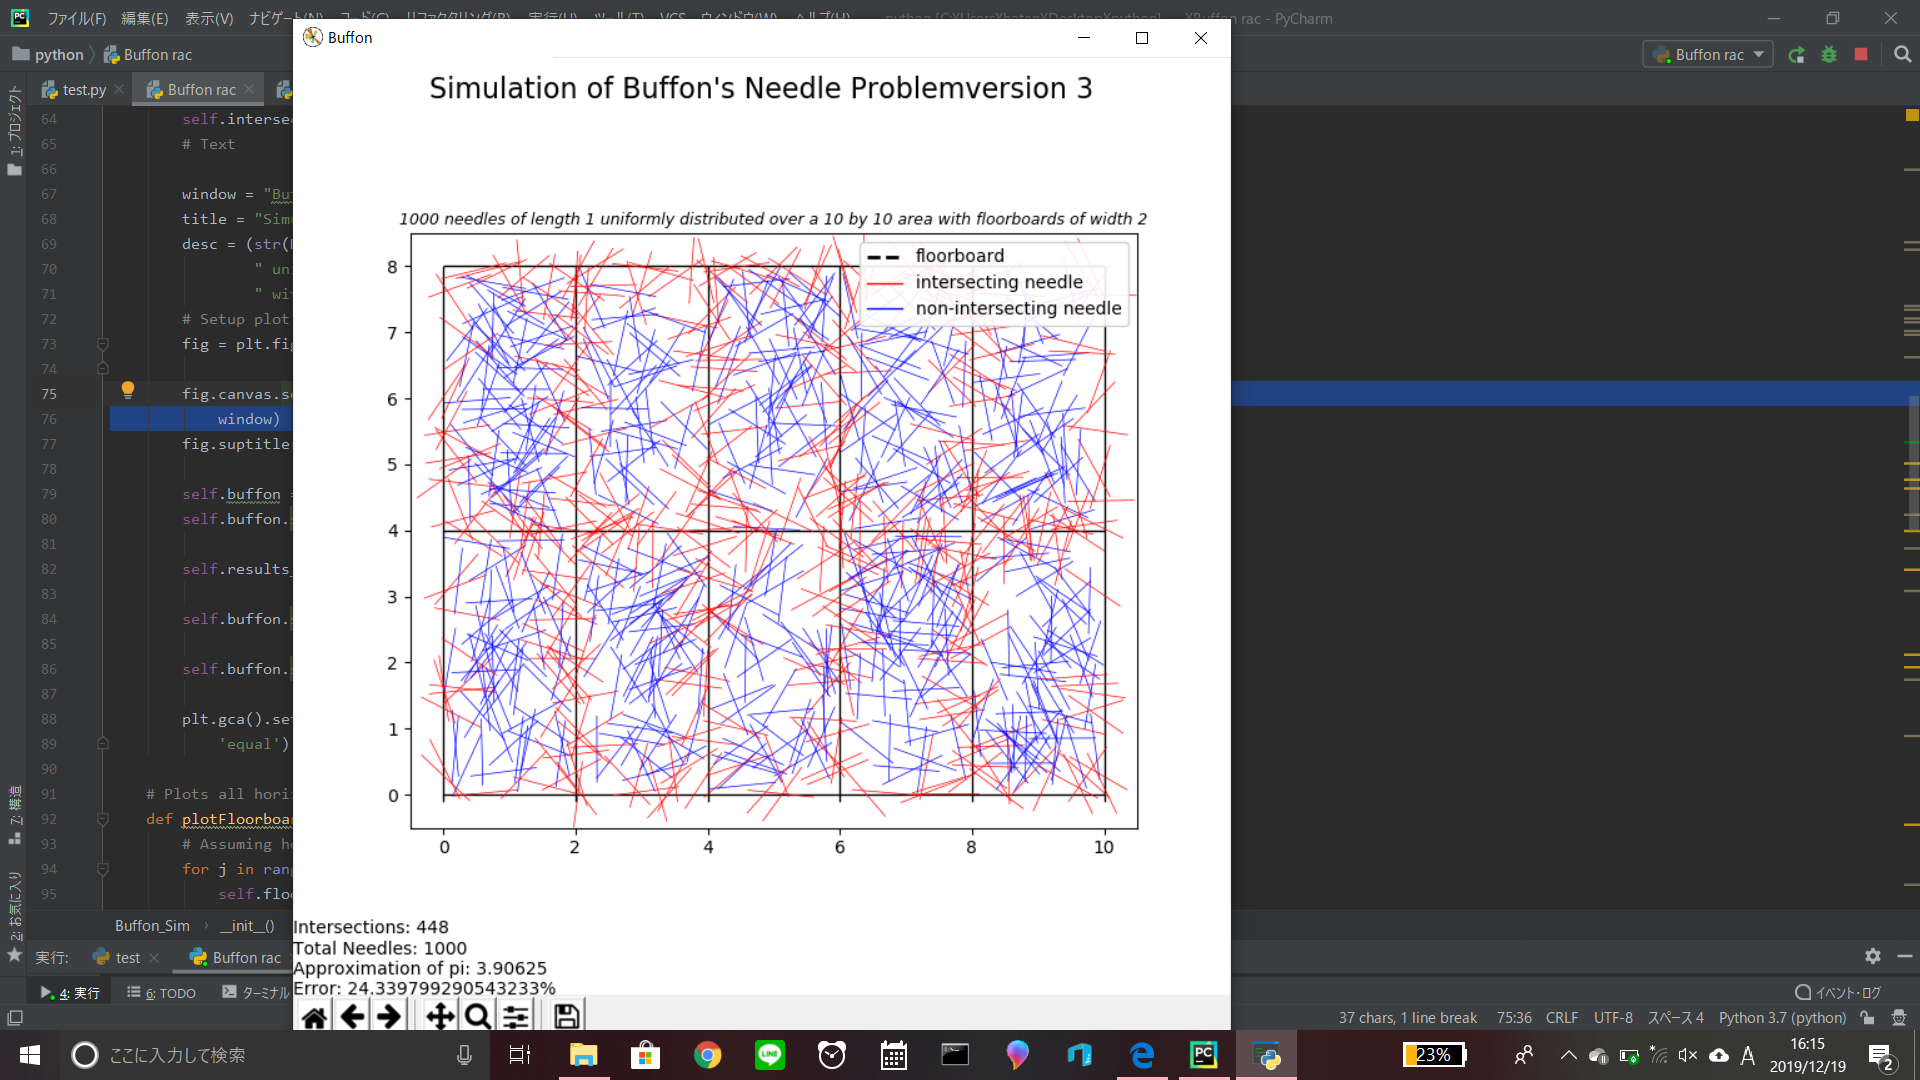 ファイル(F) 編集(E) 表示(V) ナビゲート(N) コード(C) リファクタリング(R) 実行(U) ツール(T) VCS ウィンドウ(W) ヘルプ(H) - PyCharm
python Buffon rac
Buffon rac
test.py Buffon rac
Buffon
Simulation of Buffon's Needle Problemversion 3
1000 needles of length 1 uniformly distributed over a 10 by 10 area with floorboards of width 2
floorboard
intersecting needle
non-intersecting needle
8
7
6
5
4
3
2
1
0
0 2 4 6 8 10
Intersections: 448
Total Needles: 1000
Approximation of pi: 3.90625
Error: 24.339799290543233%
1: プロジェクト
7: 構造
2: お気に入り
64 self.interse
65 # Text
66
67 window = "Bu
68 title = "Sim
69 desc = (str(
70 " un
71 " wi
72 # Setup plot
73 fig = plt.fi
74
75 fig.canvas.s
76 window)
77 fig.suptitle
78
79 self.buffon =
80 self.buffon.
81
82 self.results_
83
84 self.buffon.
85
86 self.buffon.
87
88 plt.gca().se
89 'equal')
90
91 # Plots all hori
92 def plotFloorboa
93 # Assuming h
94 for j in ran
95 self.flo
Buffon_Sim › __init__()
実行: test Buffon rac
4: 実行 6: TODO ターミナル イベント・ログ
37 chars, 1 line break 75:36 CRLF UTF-8 スペース 4 Python 3.7 (python)
ここに入力して検索
23%
A
16:15
2019/12/19
2